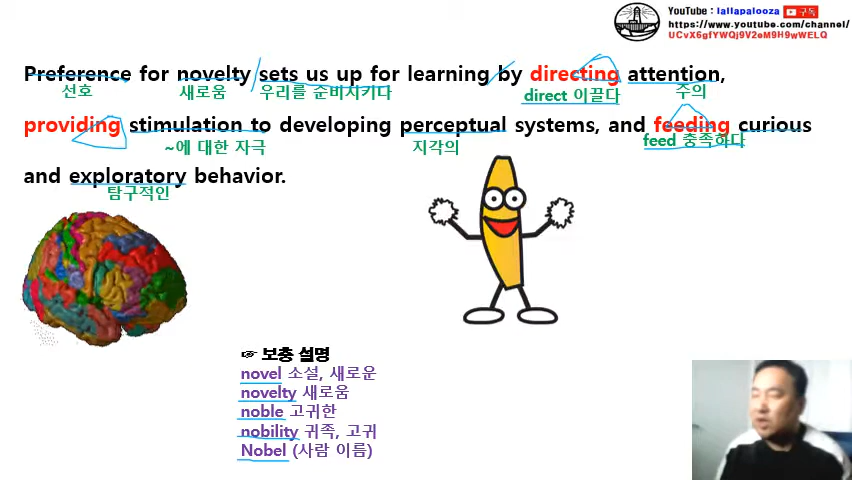 YouTube : lallapalooza 구독
https://www.youtube.com/channel/
UCvX6gfYWQj9V2eM9H9wWELQ
Preference for novelty sets us up for learning by directing attention,
선호 새로움 우리를 준비시키다 direct 이끌다 주의
providing stimulation to developing perceptual systems, and feeding curious
~에 대한 자극 지각의 feed 충족하다
and exploratory behavior.
탐구적인
☞ 보충 설명
novel 소설, 새로운
novelty 새로움
noble 고귀한
nobility 귀족, 고귀
Nobel (사람 이름)